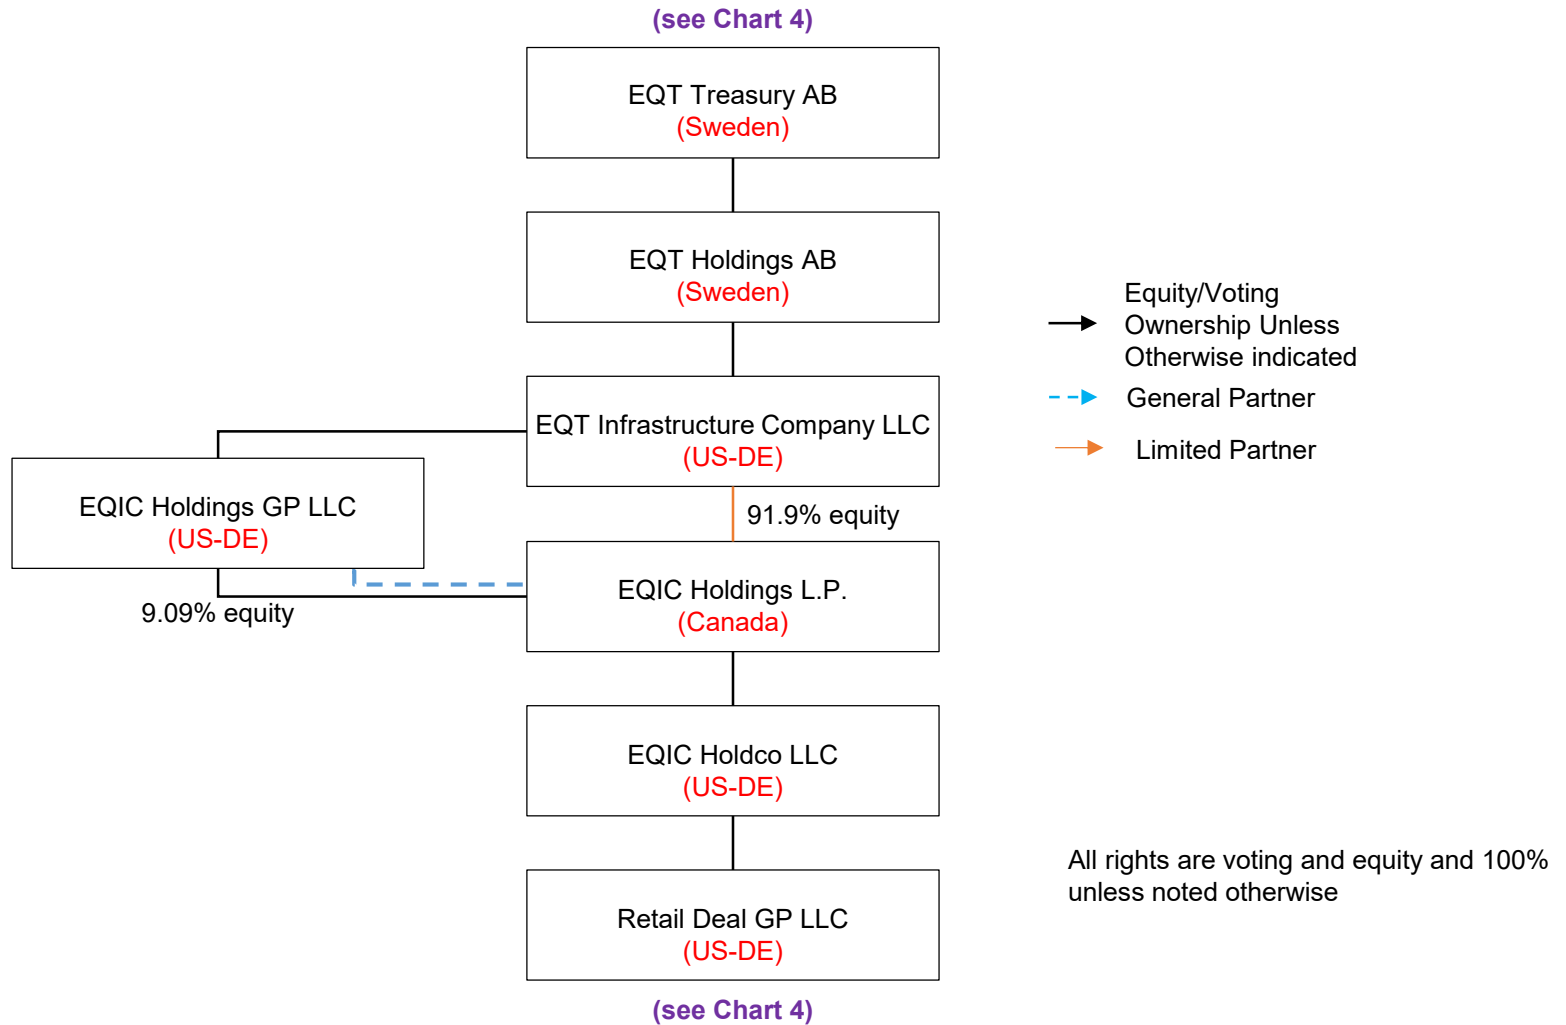 (see Chart 4)
EQT Treasury AB
(Sweden)
EQT Holdings AB
(Sweden)
Equity/Voting
Ownership Unless
Otherwise indicated
General Partner
Limited Partner
EQT Infrastructure Company LLC
(US-DE)
EQIC Holdings GP LLC
(US-DE)
91.9% equity
9.09% equity
EQIC Holdings L.P.
(Canada)
EQIC Holdco LLC
(US-DE)
All rights are voting and equity and 100%
unless noted otherwise
Retail Deal GP LLC
(US-DE)
(see Chart 4)